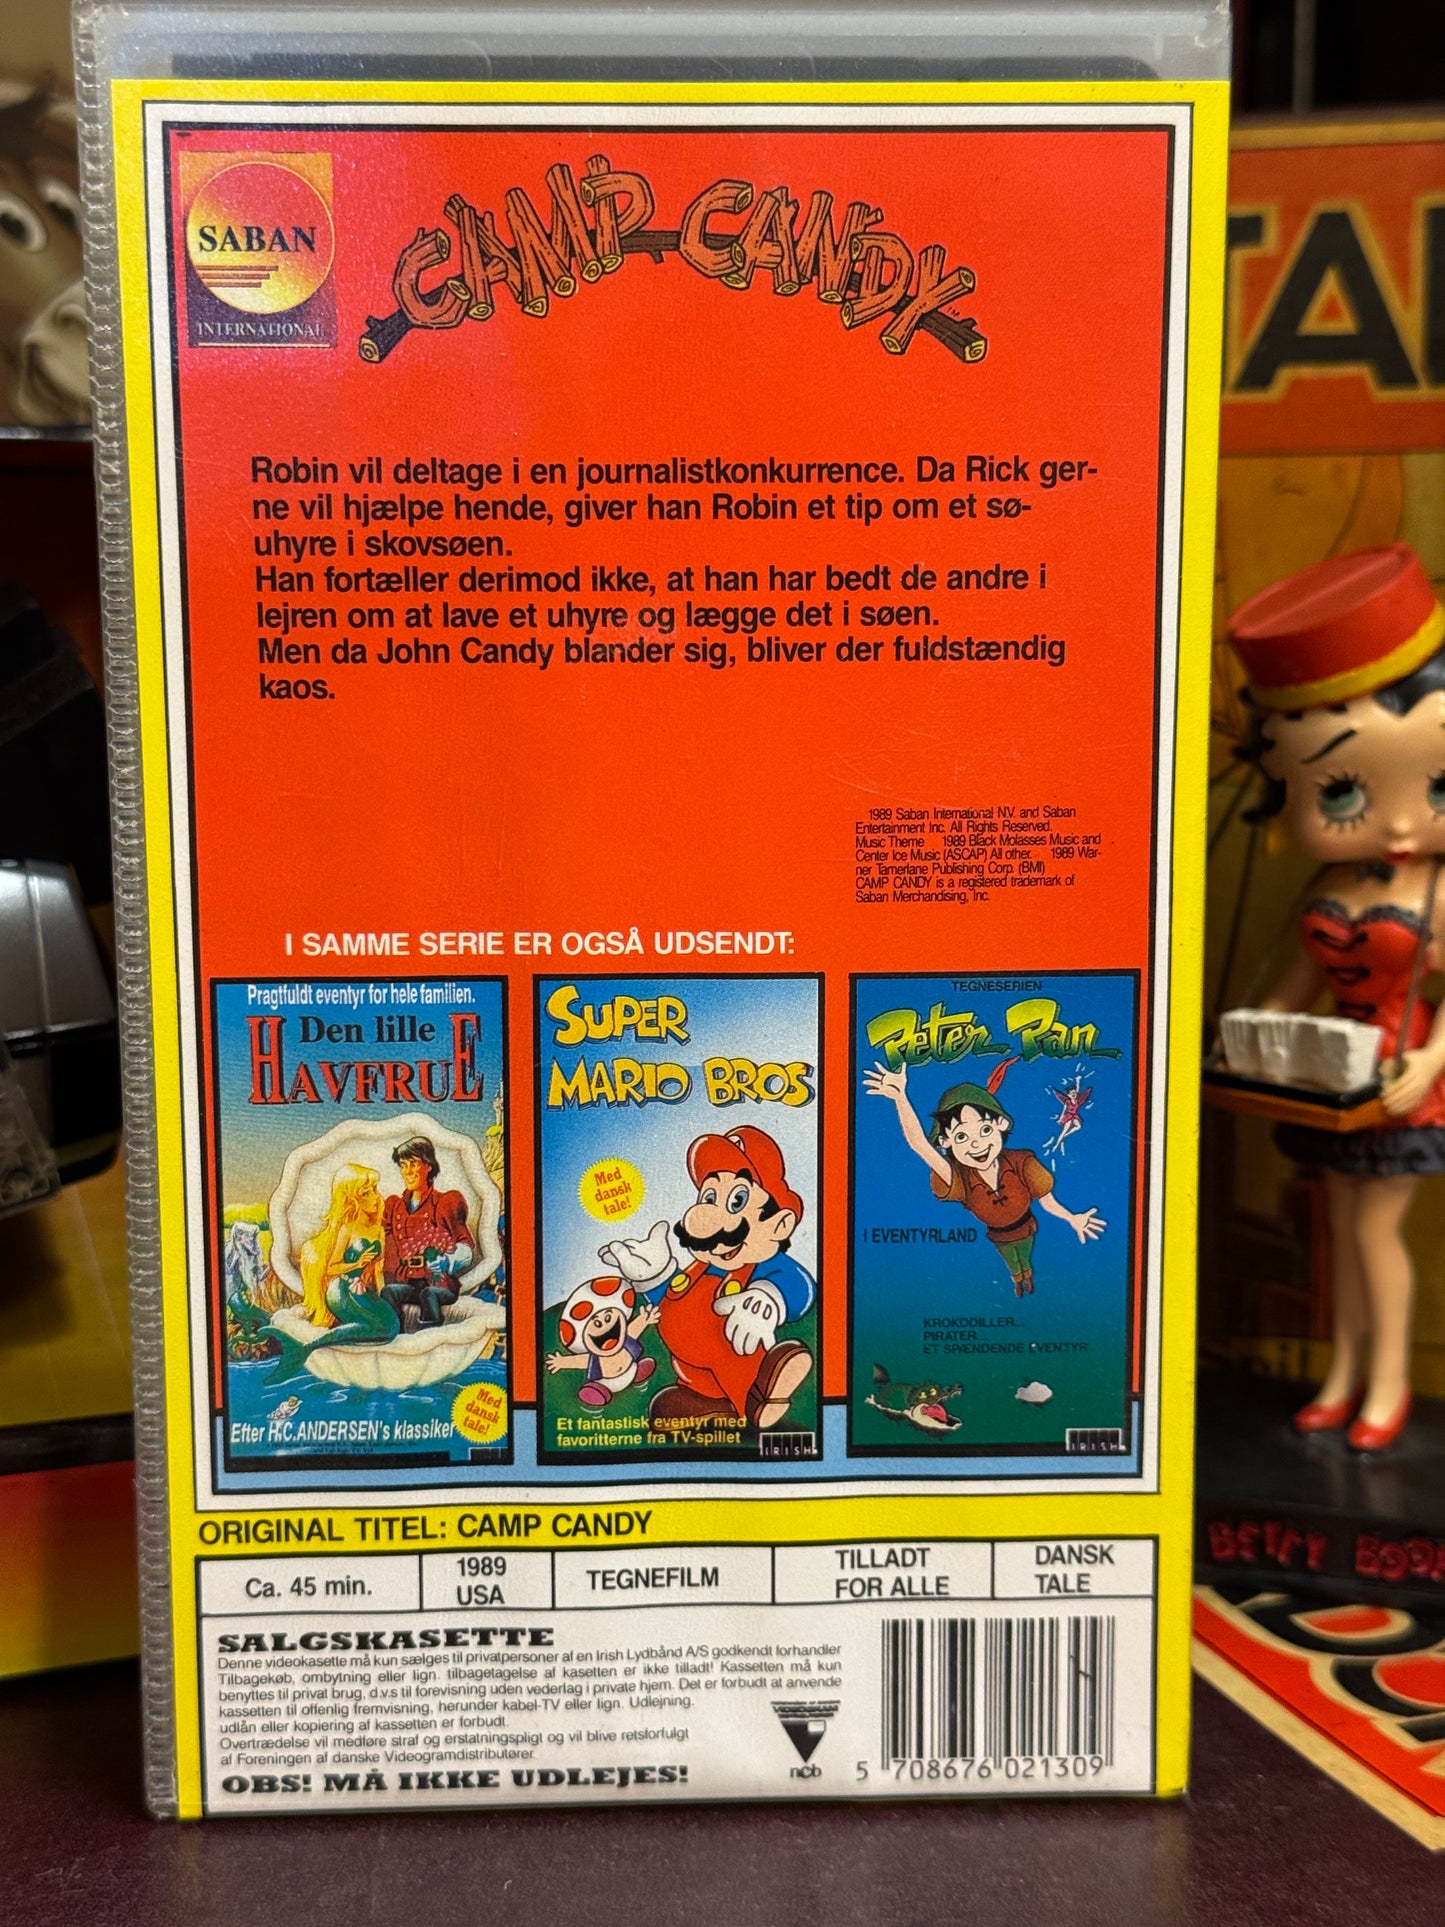 SABAN
INTERNATIONAL
CAMP CANDY
Robin vil deltage i en journalistkonkurrence. Da Rick ger-
ne vil hjælpe hende, giver han Robin et tip om et sø-
uhyre i skovsøen.
Han fortæller derimod ikke, at han har bedt de andre i
lejren om at lave et uhyre og lægge det i søen.
Men da John Candy blander sig, bliver der fuldstændig
kaos.
1989 Saban International N.V. and Saban
Entertainment Inc. All Rights Reserved.
Music Theme 1989 Black Molasses Music and
Center Ice Music (ASCAP) All other. 1989 War-
ner Tamerlane Publishing Corp. (BMI)
CAMP CANDY is a registered trademark of
Saban Merchandising, Inc.
I SAMME SERIE ER OGSÅ UDSENDT:
Pragtfuldt eventyr for hele familien.
Den lille
HAVFRUE
Med
dansk
tale!
Efter H.C.ANDERSEN's klassiker
SUPER
MARIO BROS
Med
dansk
tale!
Et fantastisk eventyr med
favoritterne fra TV-spillet
IRISH
TEGNESERIEN
Peter Pan
I EVENTYRLAND
KROKODILLER...
PIRATER...
ET SPÆNDENDE EVENTYR
IRISH
ORIGINAL TITEL: CAMP CANDY
Ca. 45 min.
1989
USA
TEGNEFILM
TILLADT
FOR ALLE
DANSK
TALE
SALGSKASETTE
Denne videokasette må kun sælges til privatpersoner af en Irish Lydbånd A/S godkendt forhandler
Tilbagekøb, ombytning eller lign. tilbagetagelse af kasetten er ikke tilladt! Kassetten må kun
benyttes til privat brug, d.v.s til forevisning uden vederlag i private hjem. Det er forbudt at anvende
kassetten til offenlig fremvisning, herunder kabel-TV eller lign. Udlejning.
udlån eller kopiering af kassetten er forbudt.
Overtrædelse vil medføre straf og erstatningspligt og vil blive retsforfulgt
af Foreningen af danske Videogramdistributører.
OBS! MÅ IKKE UDLEJES!
ncb
5 708676 021309
TA
BETTY BOOP